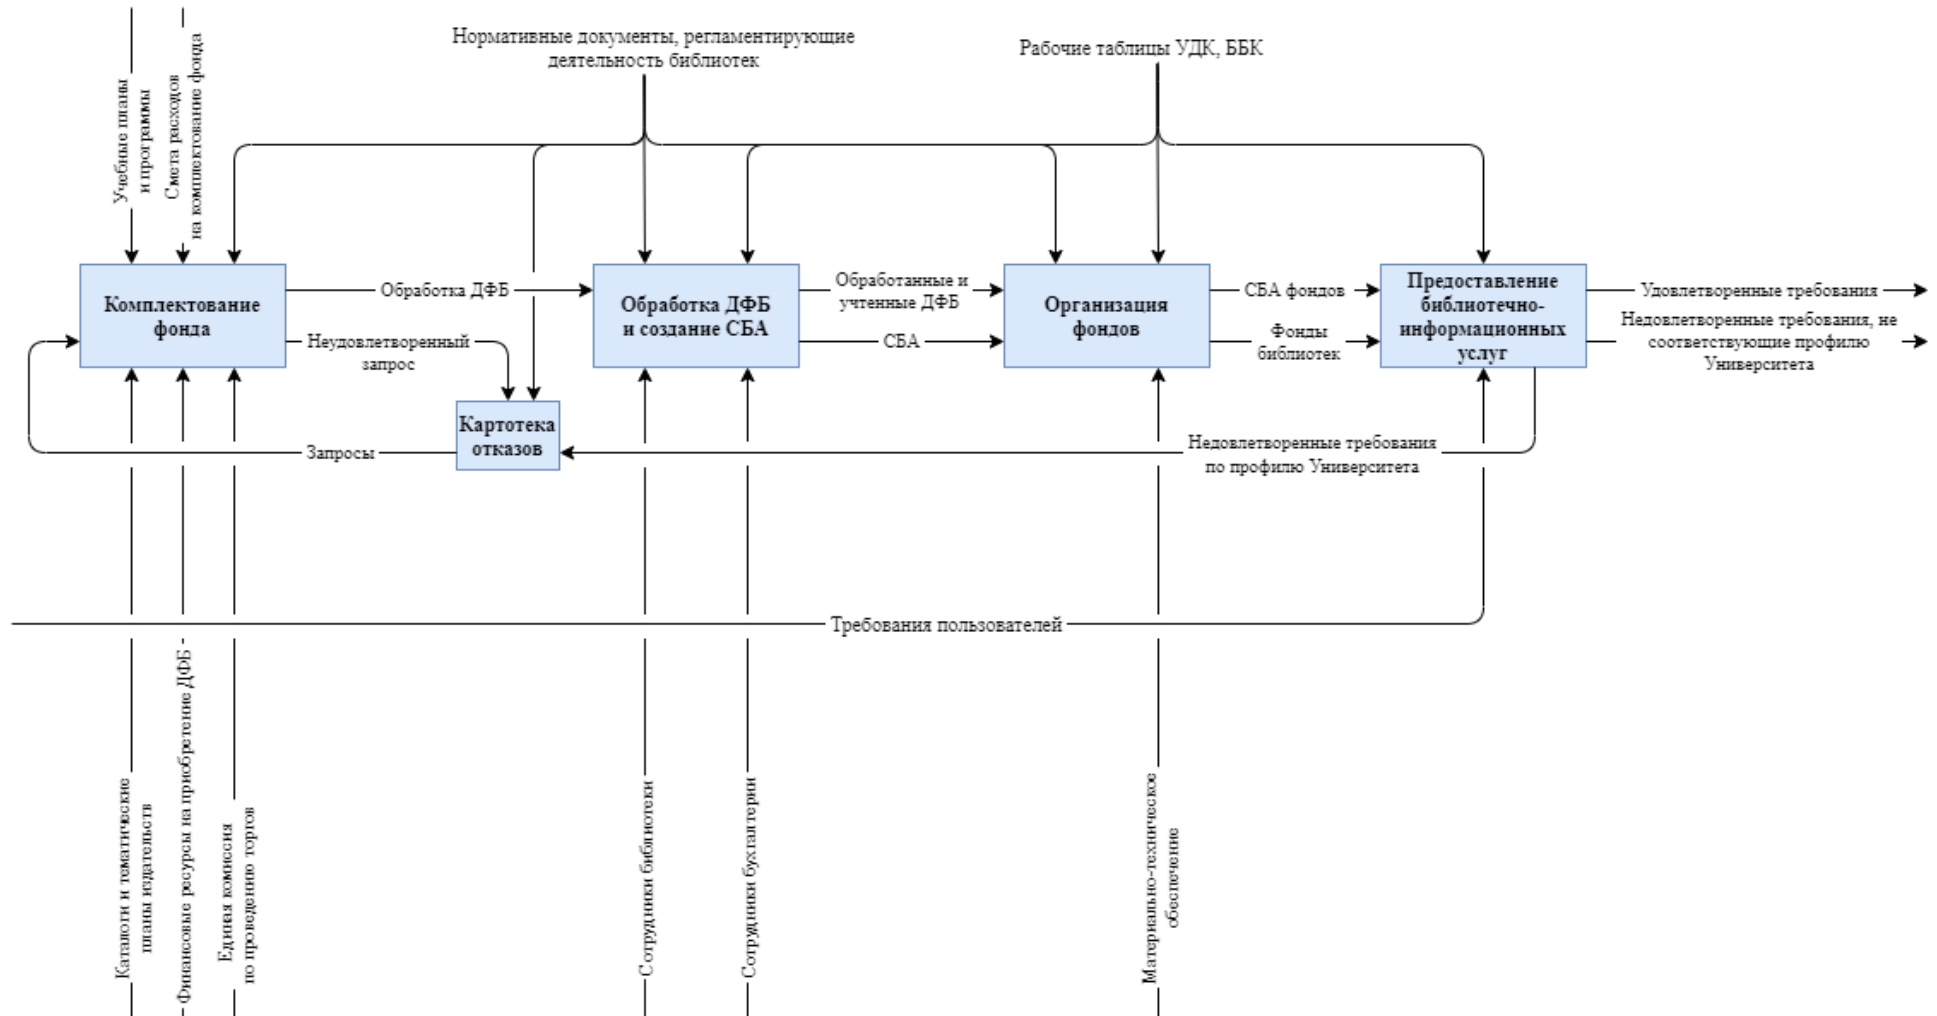 Нормативные документы, регламентирующие
деятельность библиотек
Рабочие таблицы УДК, ББК
Учебные планы
и программы
Смета расходов
на комплектование фонда
Комплектование
фонда
Обработка ДФБ
Неудовлетворенный
запрос
Картотека
отказов
Запросы
Обработка ДФБ
и создание СБА
Обработанные и
учтенные ДФБ
СБА
Организация
фондов
СБА фондов
Фонды
библиотек
Предоставление
библиотечно-
информационных
услуг
Удовлетворенные требования
Недовлетворенные требования, не
соответствующие профилю
Университета
Недовлетворенные требования
по профилю Университета
Требования пользователей
Каталоги и тематические
планы издательств
Финансовые ресурсы на приобретение ДФБ
Единая комиссия
по проведению торгов
Сотрудники библиотеки
Сотрудники бухгалтерии
Материально-техническое
обеспечение